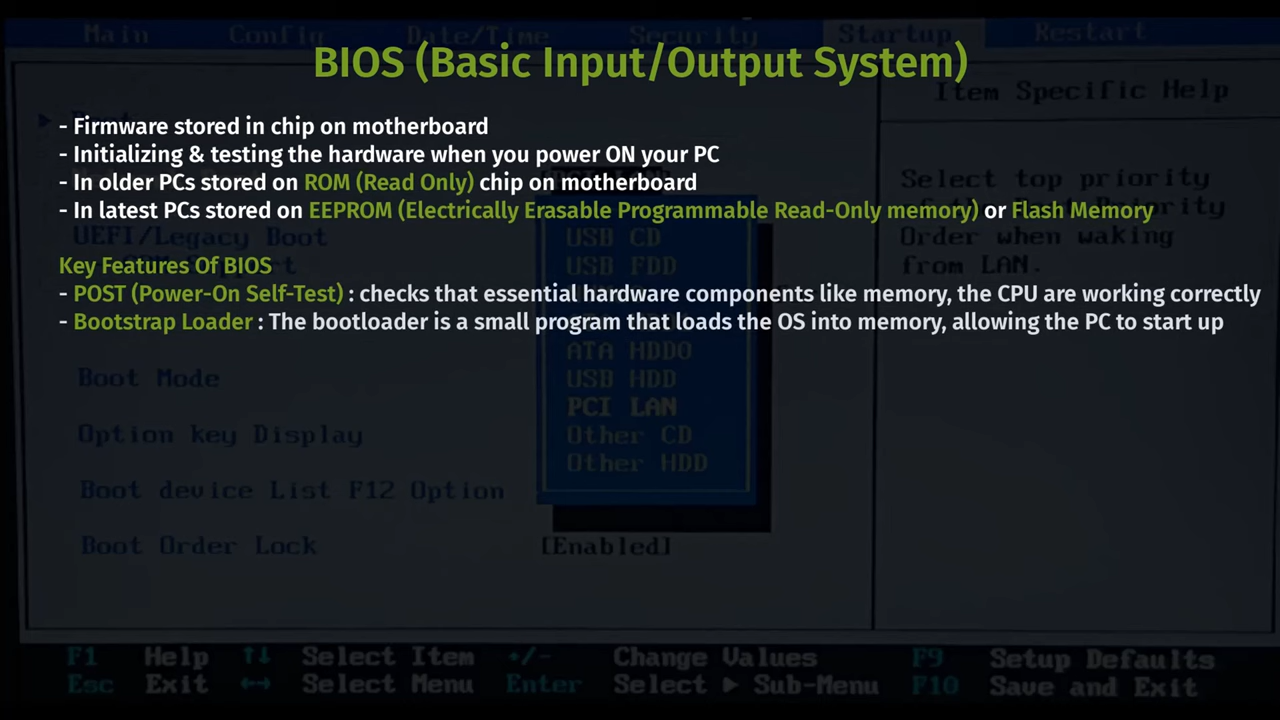 Main Config Date/Time Security Startup Restart
BIOS (Basic Input/Output System)
Item Specific Help
- Firmware stored in chip on motherboard
- Initializing & testing the hardware when you power ON your PC
- In older PCs stored on ROM (Read Only) chip on motherboard
Select top priority
- In latest PCs stored on EEPROM (Electrically Erasable Programmable Read-Only memory) or Flash Memory
UEFI/Legacy Boot
USB CD
Order when waking
Key Features Of BIOS
USB FDD
from LAN.
- POST (Power-On Self-Test) : checks that essential hardware components like memory, the CPU are working correctly
- Bootstrap Loader : The bootloader is a small program that loads the OS into memory, allowing the PC to start up
ATA HDD0
Boot Mode
USB HDD
PCI LAN
Option key Display
Other CD
Other HDD
Boot device List F12 Option
Boot Order Lock [Enabled]
F1 Help ↑↓ Select Item +/- Change Values F9 Setup Defaults
Esc Exit ←→ Select Menu Enter Select ▶ Sub-Menu F10 Save and Exit